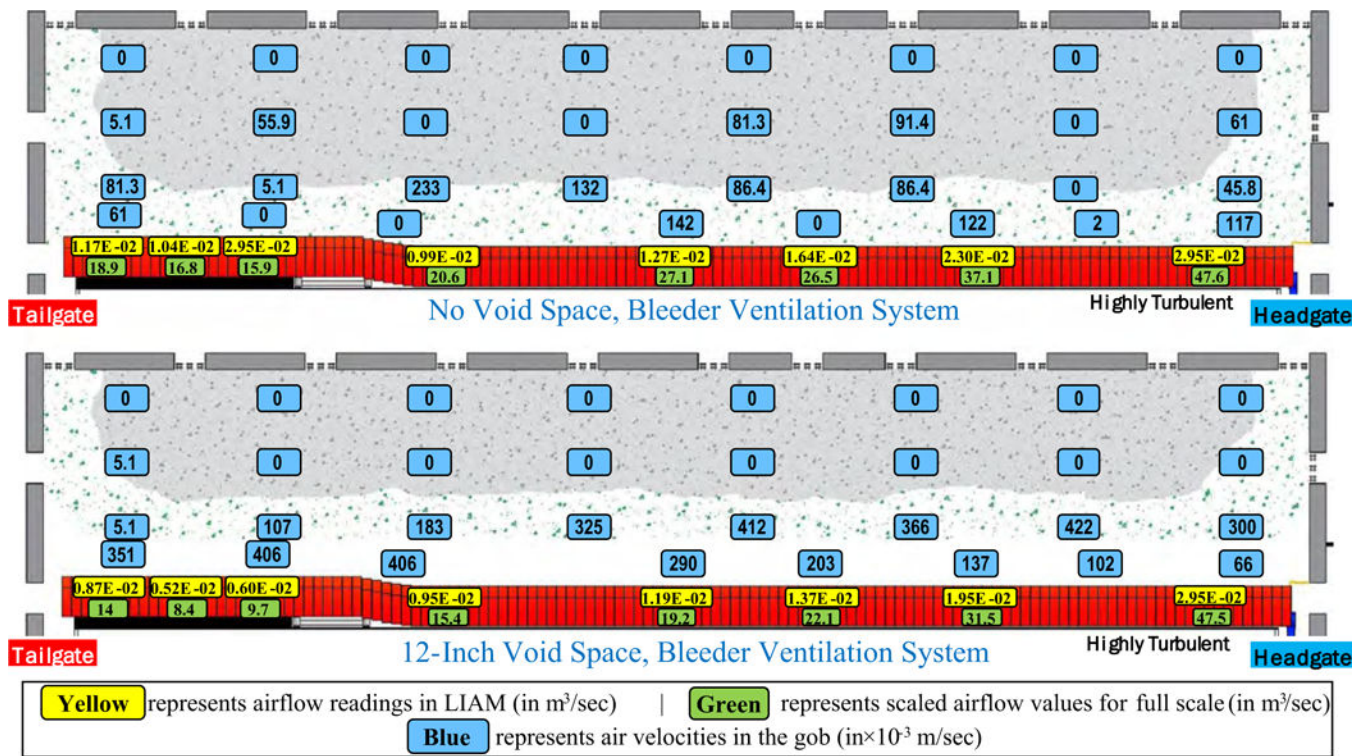 0 0 0 0 0 0 0 0
5.1 55.9 0 0 81.3 91.4 0 61
81.3 5.1 233 132 86.4 86.4 0 45.8
61 0 0 142 0 122 2 117
1.17E-02 1.04E-02 2.95E-02 0.99E-02 1.27E-02 1.64E-02 2.30E-02 2.95E-02
18.9 16.8 15.9 20.6 27.1 26.5 37.1 47.6
Tailgate No Void Space, Bleeder Ventilation System Highly Turbulent Headgate
0 0 0 0 0 0 0 0
5.1 0 0 0 0 0 0 0
5.1 107 183 325 412 366 422 300
351 406 406 290 203 137 102 66
0.87E-02 0.52E-02 0.60E-02 0.95E-02 1.19E-02 1.37E-02 1.95E-02 2.95E-02
14 8.4 9.7 15.4 19.2 22.1 31.5 47.5
Tailgate 12-Inch Void Space, Bleeder Ventilation System Highly Turbulent Headgate
Yellow represents airflow readings in LIAM (in m³/sec) | Green represents scaled airflow values for full scale (in m³/sec)
Blue represents air velocities in the gob (in×10⁻³ m/sec)